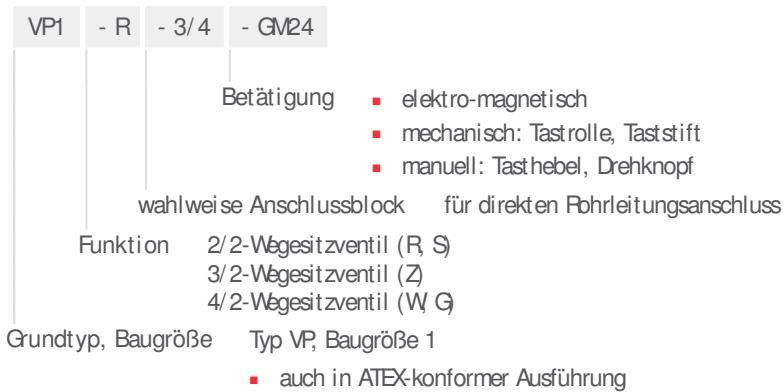 VP1 - R - 3/4 - GM24
Betätigung ▪ elektro-magnetisch
▪ mechanisch: Tastrolle, Taststift
▪ manuell: Tasthebel, Drehknopf
wahlweise Anschlussblock für direkten Rohrleitungsanschluss
Funktion 2/2-Wegesitzventil (R, S)
3/2-Wegesitzventil (Z)
4/2-Wegesitzventil (W, G)
Grundtyp, Baugröße Typ VP, Baugröße 1
▪ auch in ATEX-konformer Ausführung